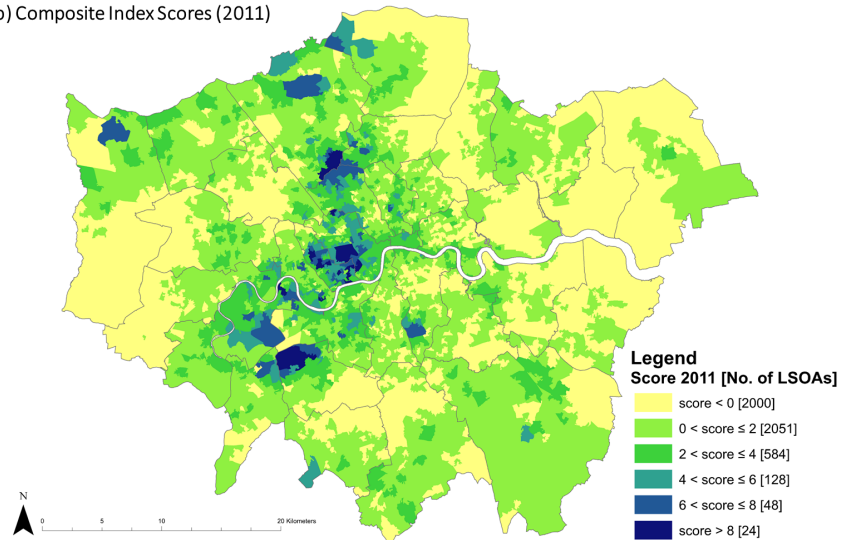 b) Composite Index Scores (2011)
Legend
Score 2011 [No. of LSOAs]
score < 0 [2000]
0 < score ≤ 2 [2051]
2 < score ≤ 4 [584]
4 < score ≤ 6 [128]
6 < score ≤ 8 [48]
score > 8 [24]
N
0 5 10 20 Kilometers